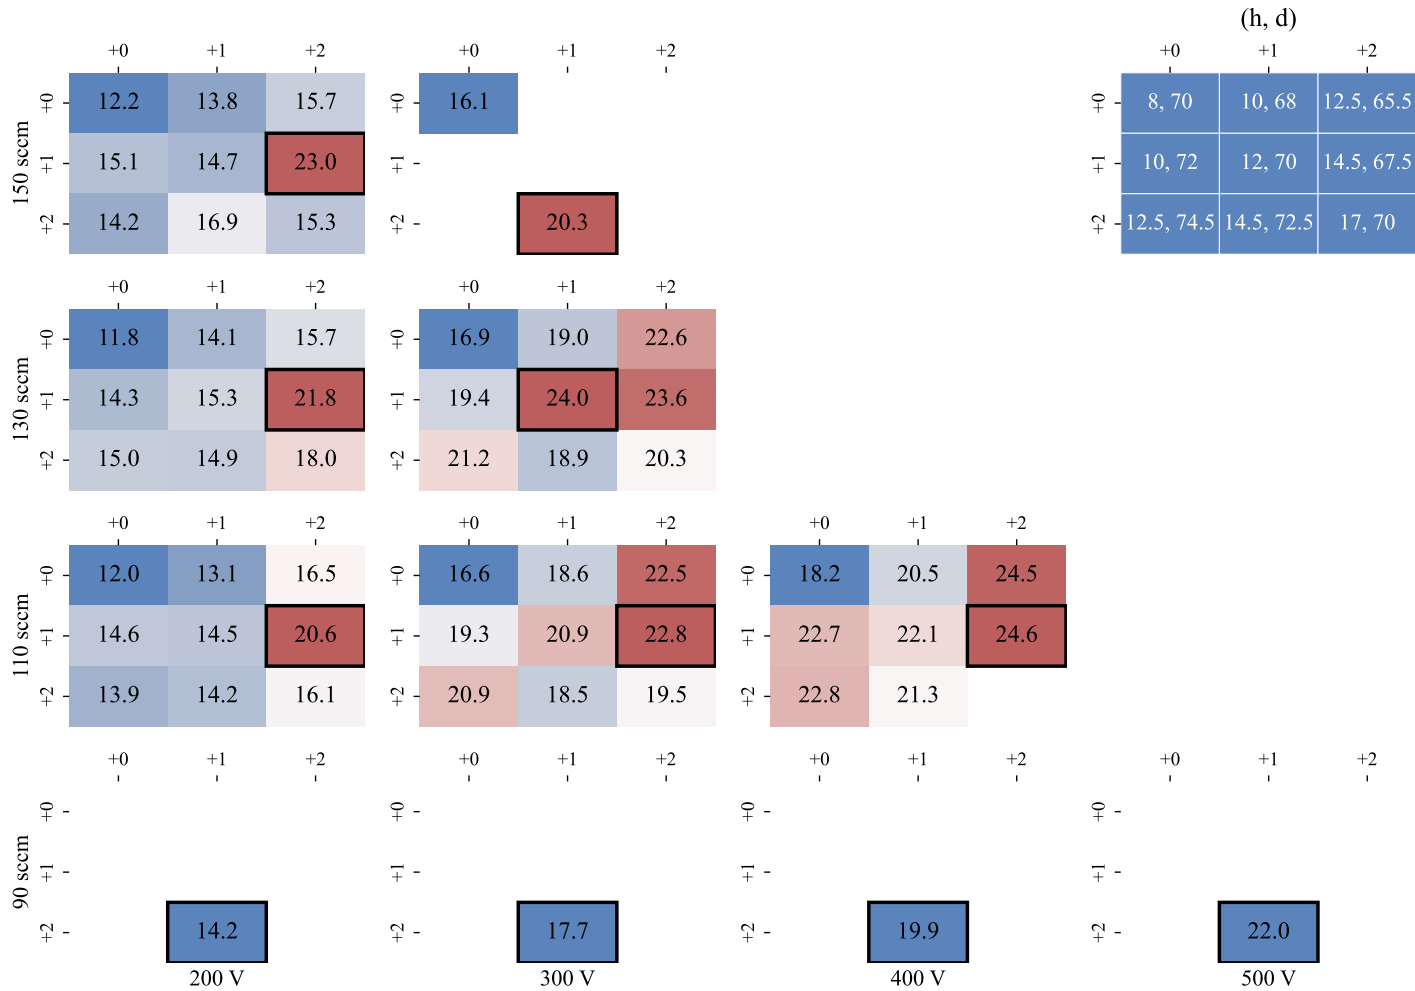 (h, d)
+0 +1 +2 +0 +1 +2 +0 +1 +2
150 sccm
+0 12.2 13.8 15.7 +0 16.1 +0 8, 70 10, 68 12.5, 65.5
+1 15.1 14.7 23.0 +1 +1 10, 72 12, 70 14.5, 67.5
+2 14.2 16.9 15.3 +2 20.3 +2 12.5, 74.5 14.5, 72.5 17, 70
+0 +1 +2 +0 +1 +2
130 sccm
+0 11.8 14.1 15.7 +0 16.9 19.0 22.6
+1 14.3 15.3 21.8 +1 19.4 24.0 23.6
+2 15.0 14.9 18.0 +2 21.2 18.9 20.3
+0 +1 +2 +0 +1 +2 +0 +1 +2
110 sccm
+0 12.0 13.1 16.5 +0 16.6 18.6 22.5 +0 18.2 20.5 24.5
+1 14.6 14.5 20.6 +1 19.3 20.9 22.8 +1 22.7 22.1 24.6
+2 13.9 14.2 16.1 +2 20.9 18.5 19.5 +2 22.8 21.3
+0 +1 +2 +0 +1 +2 +0 +1 +2 +0 +1 +2
90 sccm
+0 +0 +0 +0
+1 +1 +1 +1
+2 14.2 +2 17.7 +2 19.9 +2 22.0
200 V 300 V 400 V 500 V